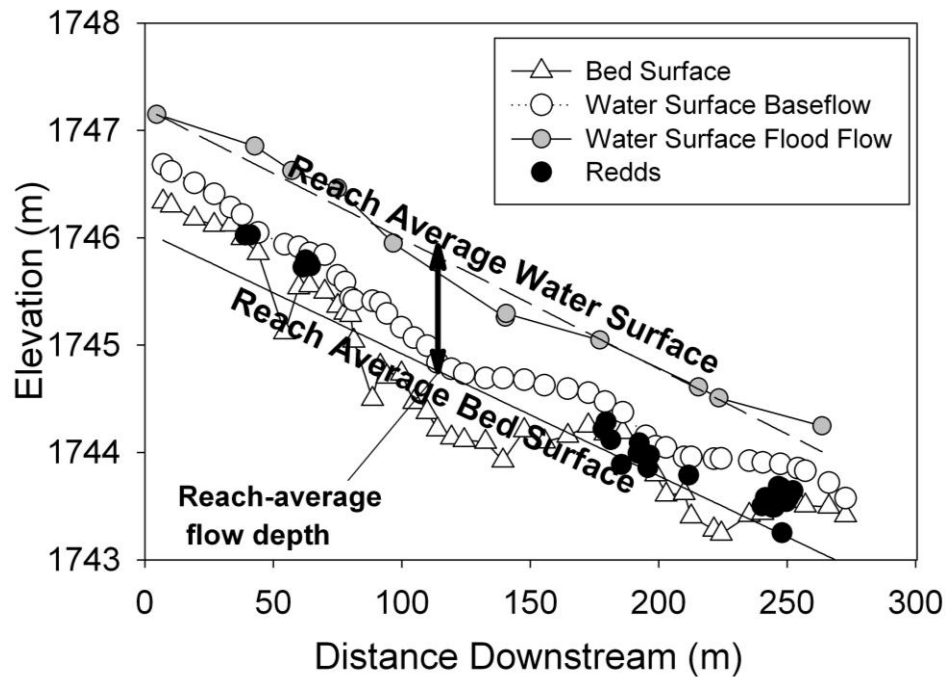 1748
1747
1746
1745
1744
1743
Elevation (m)
Bed Surface
Water Surface Baseflow
Water Surface Flood Flow
Redds
Reach Average Water Surface
Reach Average Bed Surface
Reach-average
flow depth
0
50
100
150
200
250
300
Distance Downstream (m)